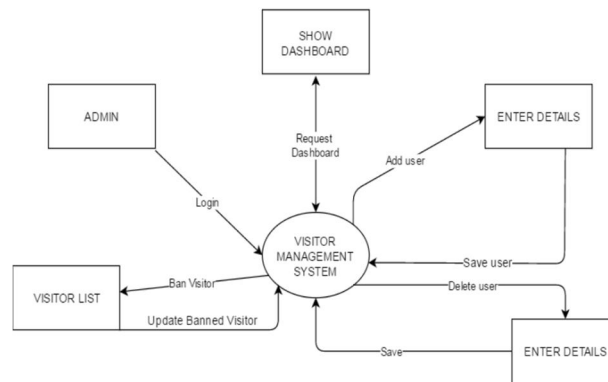 SHOW
DASHBOARD
ADMIN
ENTER DETAILS
Request
Dashboard
Add user
Login
VISITOR
MANAGEMENT
SYSTEM
Save user
Ban Visitor
Delete user
VISITOR LIST
Update Banned Visitor
Save
ENTER DETAILS